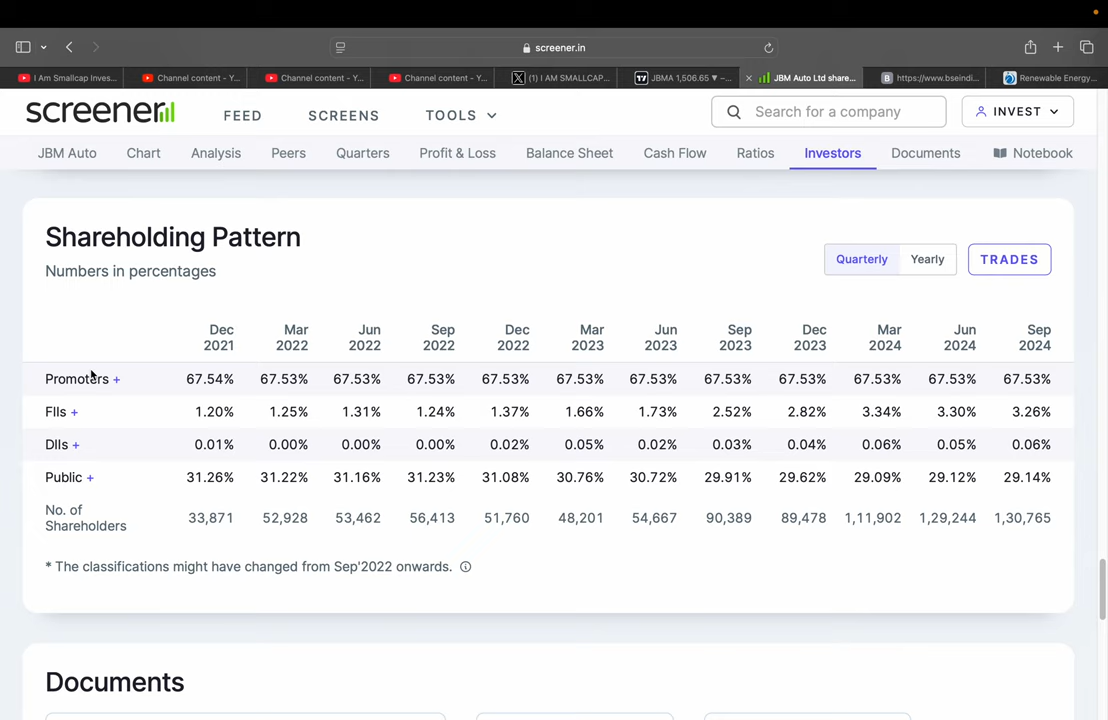 screener.in
I Am Smallcap Inves...
Channel content - Y...
Channel content - Y...
Channel content - Y...
(1) I AM SMALLCAP...
JBMA 1,506.65 ▼ –...
JBM Auto Ltd share...
https://www.bseindi...
Renewable Energy...
screener
FEED
SCREENS
TOOLS
Search for a company
INVEST
JBM Auto
Chart
Analysis
Peers
Quarters
Profit & Loss
Balance Sheet
Cash Flow
Ratios
Investors
Documents
Notebook
Shareholding Pattern
Numbers in percentages
Quarterly Yearly TRADES
Dec Mar Jun Sep Dec Mar Jun Sep Dec Mar Jun Sep
2021 2022 2022 2022 2022 2023 2023 2023 2023 2024 2024 2024
Promoters + 67.54% 67.53% 67.53% 67.53% 67.53% 67.53% 67.53% 67.53% 67.53% 67.53% 67.53% 67.53%
FIIs + 1.20% 1.25% 1.31% 1.24% 1.37% 1.66% 1.73% 2.52% 2.82% 3.34% 3.30% 3.26%
DIIs + 0.01% 0.00% 0.00% 0.00% 0.02% 0.05% 0.02% 0.03% 0.04% 0.06% 0.05% 0.06%
Public + 31.26% 31.22% 31.16% 31.23% 31.08% 30.76% 30.72% 29.91% 29.62% 29.09% 29.12% 29.14%
No. of
Shareholders 33,871 52,928 53,462 56,413 51,760 48,201 54,667 90,389 89,478 1,11,902 1,29,244 1,30,765
* The classifications might have changed from Sep'2022 onwards.
Documents